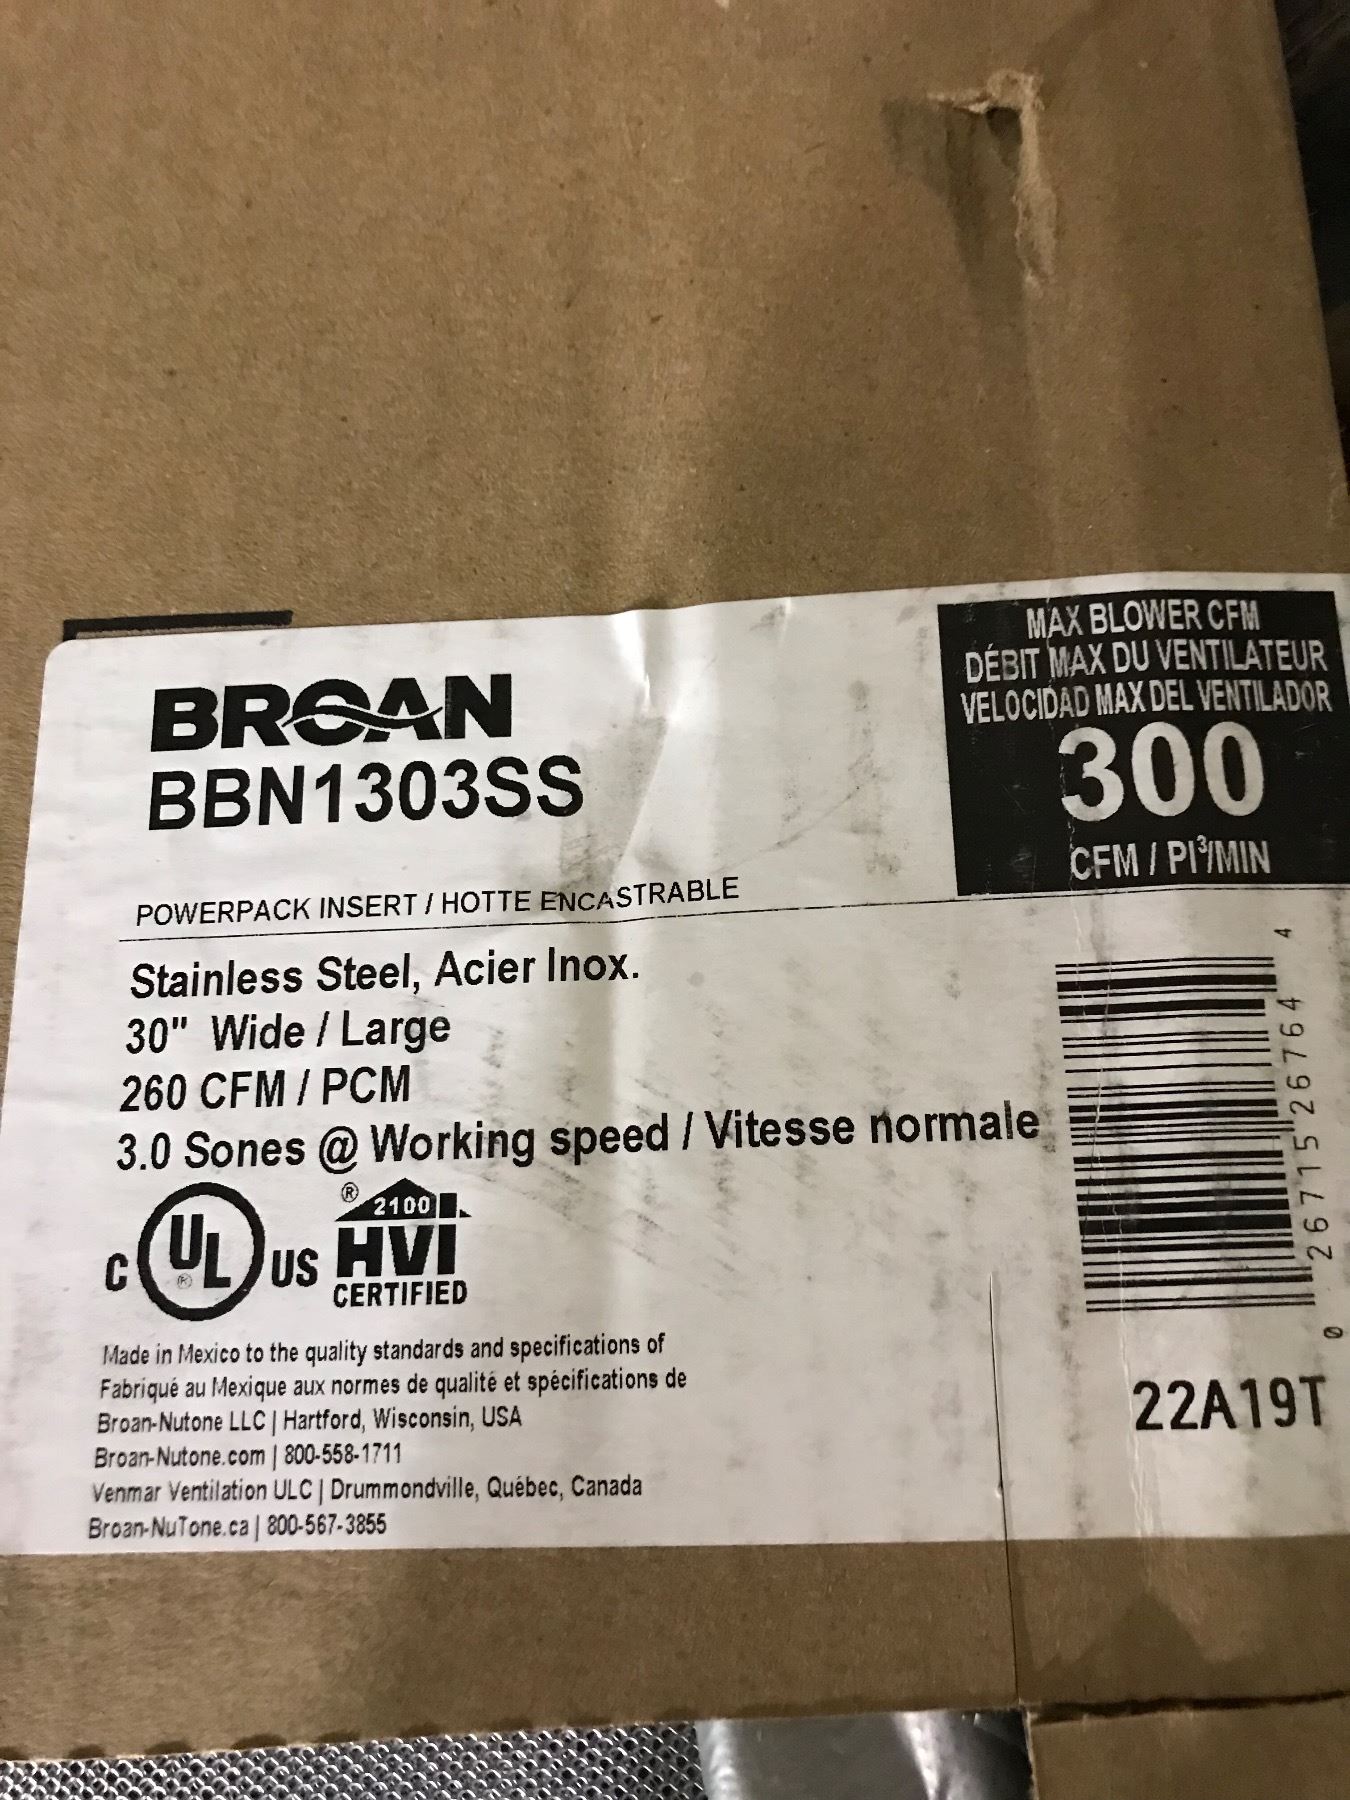 BROAN
BBN1303SS
POWERPACK INSERT / HOTTE ENCASTRABLE
Stainless Steel, Acier Inox.
30" Wide / Large
260 CFM / PCM
3.0 Sones @ Working speed / Vitesse normale
MAX BLOWER CFM
DÉBIT MAX DU VENTILATEUR
VELOCIDAD MAX DEL VENTILADOR
300
CFM / PI³/MIN
C UL ® US
® 2100
HVI
CERTIFIED
0 26715 26764 4
22A19T
Made in Mexico to the quality standards and specifications of
Fabriqué au Mexique aux normes de qualité et spécifications de
Broan-Nutone LLC | Hartford, Wisconsin, USA
Broan-Nutone.com | 800-558-1711
Venmar Ventilation ULC | Drummondville, Québec, Canada
Broan-NuTone.ca | 800-567-3855